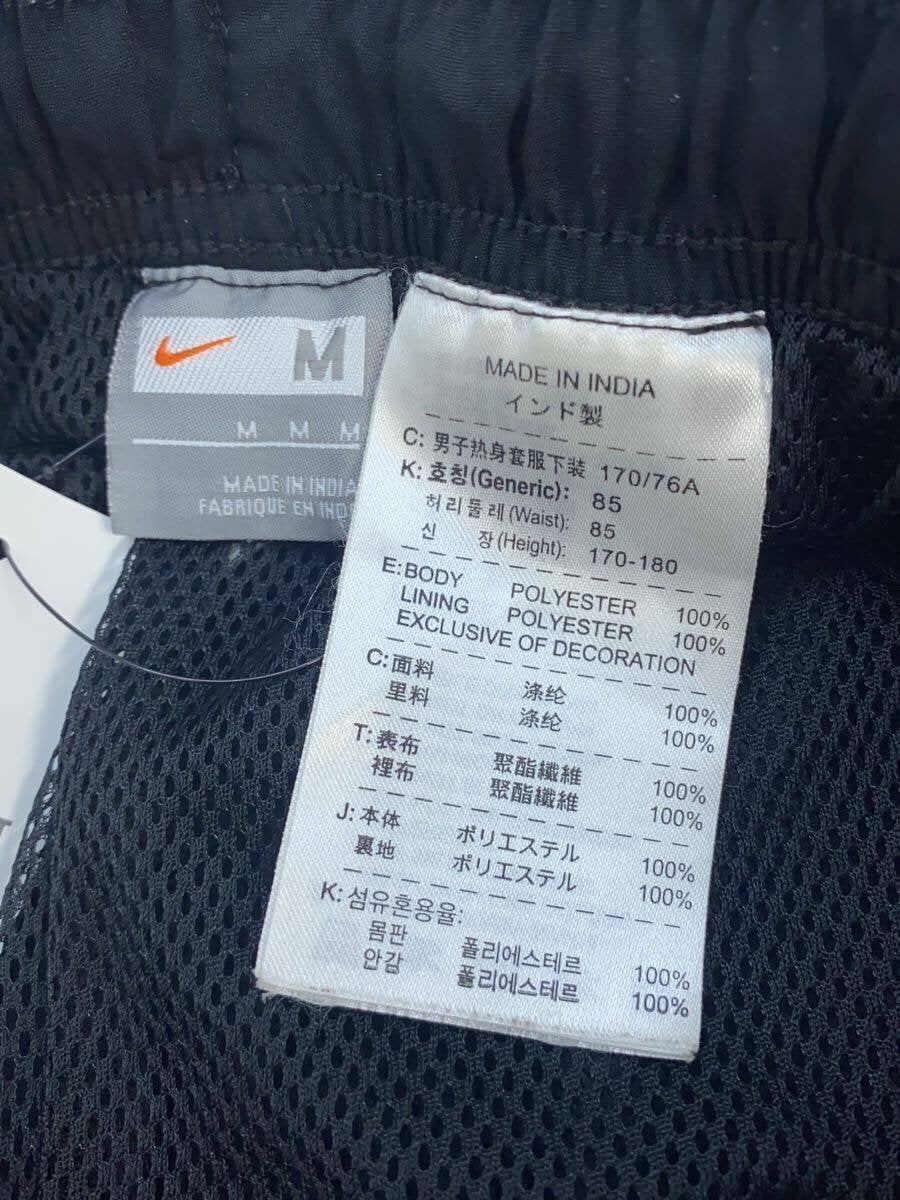 M
M M M
MADE IN INDIA
FABRIQUE EN IND
MADE IN INDIA
インド製
C: 男子热身套服下装 170/76A
K: 호칭(Generic): 85
허리둘레(Waist): 85
신 장(Height): 170-180
E: BODY POLYESTER 100%
LINING POLYESTER 100%
EXCLUSIVE OF DECORATION
C: 面料 涤纶 100%
里料 涤纶 100%
T: 表布 聚酯纖維 100%
裡布 聚酯纖維 100%
J: 本体 ポリエステル 100%
裏地 ポリエステル 100%
K: 섬유혼용율:
몸판 폴리에스테르 100%
안감 폴리에스테르 100%